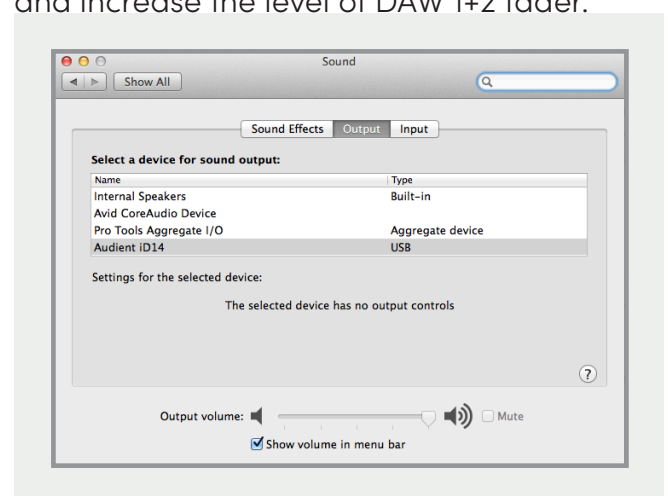 and increase the level of DAW 1+2 fader.
Sound
Show All
Sound Effects Output Input
Select a device for sound output:
Name Type
Internal Speakers Built-in
Avid CoreAudio Device
Pro Tools Aggregate I/O Aggregate device
Audient iD14 USB
Settings for the selected device:
The selected device has no output controls
?
Output volume: Mute
Show volume in menu bar